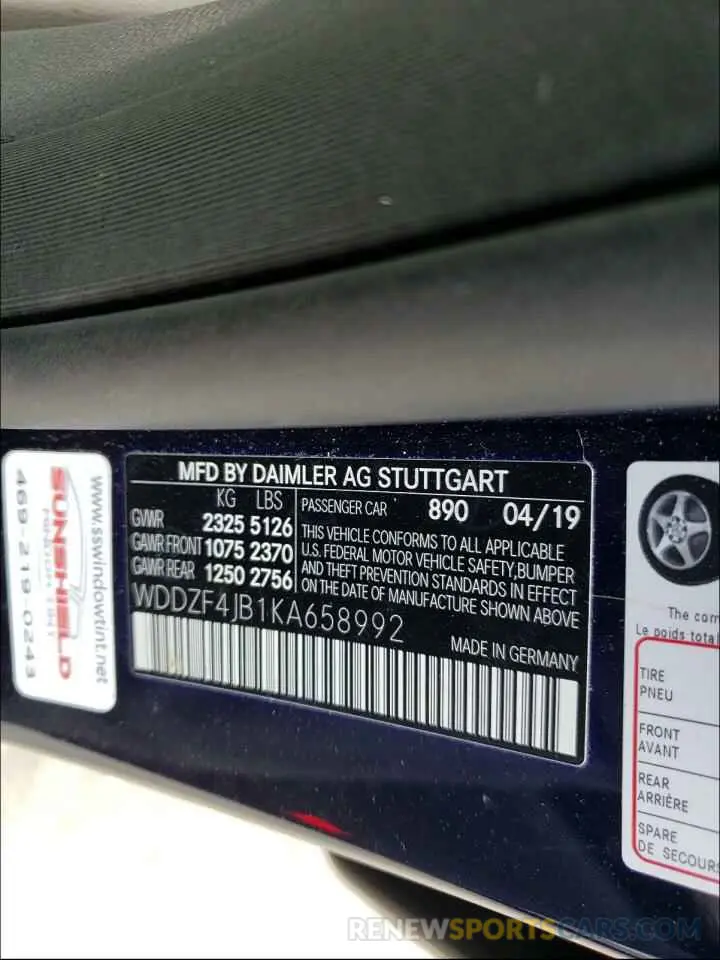 MFD BY DAIMLER AG STUTTGART
KG LBS
GVWR 2325 5126
GAWR FRONT 1075 2370
GAWR REAR 1250 2756
PASSENGER CAR 890 04/19
THIS VEHICLE CONFORMS TO ALL APPLICABLE
U.S. FEDERAL MOTOR VEHICLE SAFETY,BUMPER
AND THEFT PREVENTION STANDARDS IN EFFECT
ON THE DATE OF MANUFACTURE SHOWN ABOVE
WDDZF4JB1KA658992
MADE IN GERMANY
www.sswindowtint.net
SUNSHIELD
WINDOW TINT
469-219-0243
The com
Le poids total
TIRE
PNEU
FRONT
AVANT
REAR
ARRIÈRE
SPARE
DE SECOURS
RENEWSPORTSCARS.COM